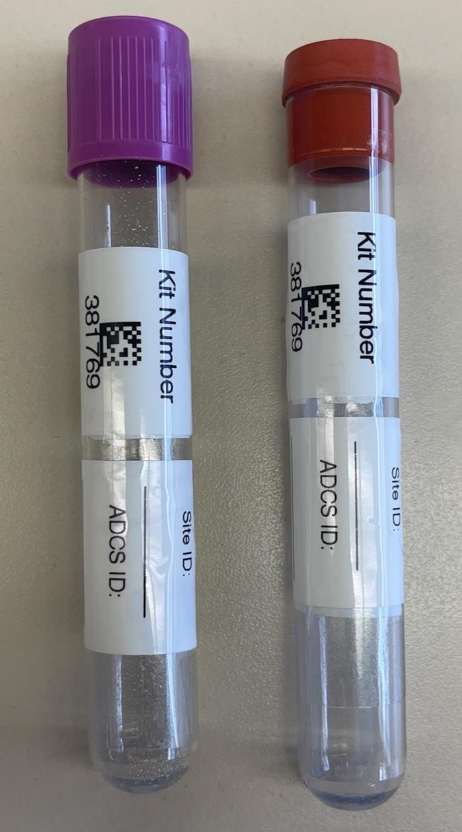 Kit Number
381769
Site ID:
ADCS ID:
Kit Number
381769
Site ID:
ADCS ID: